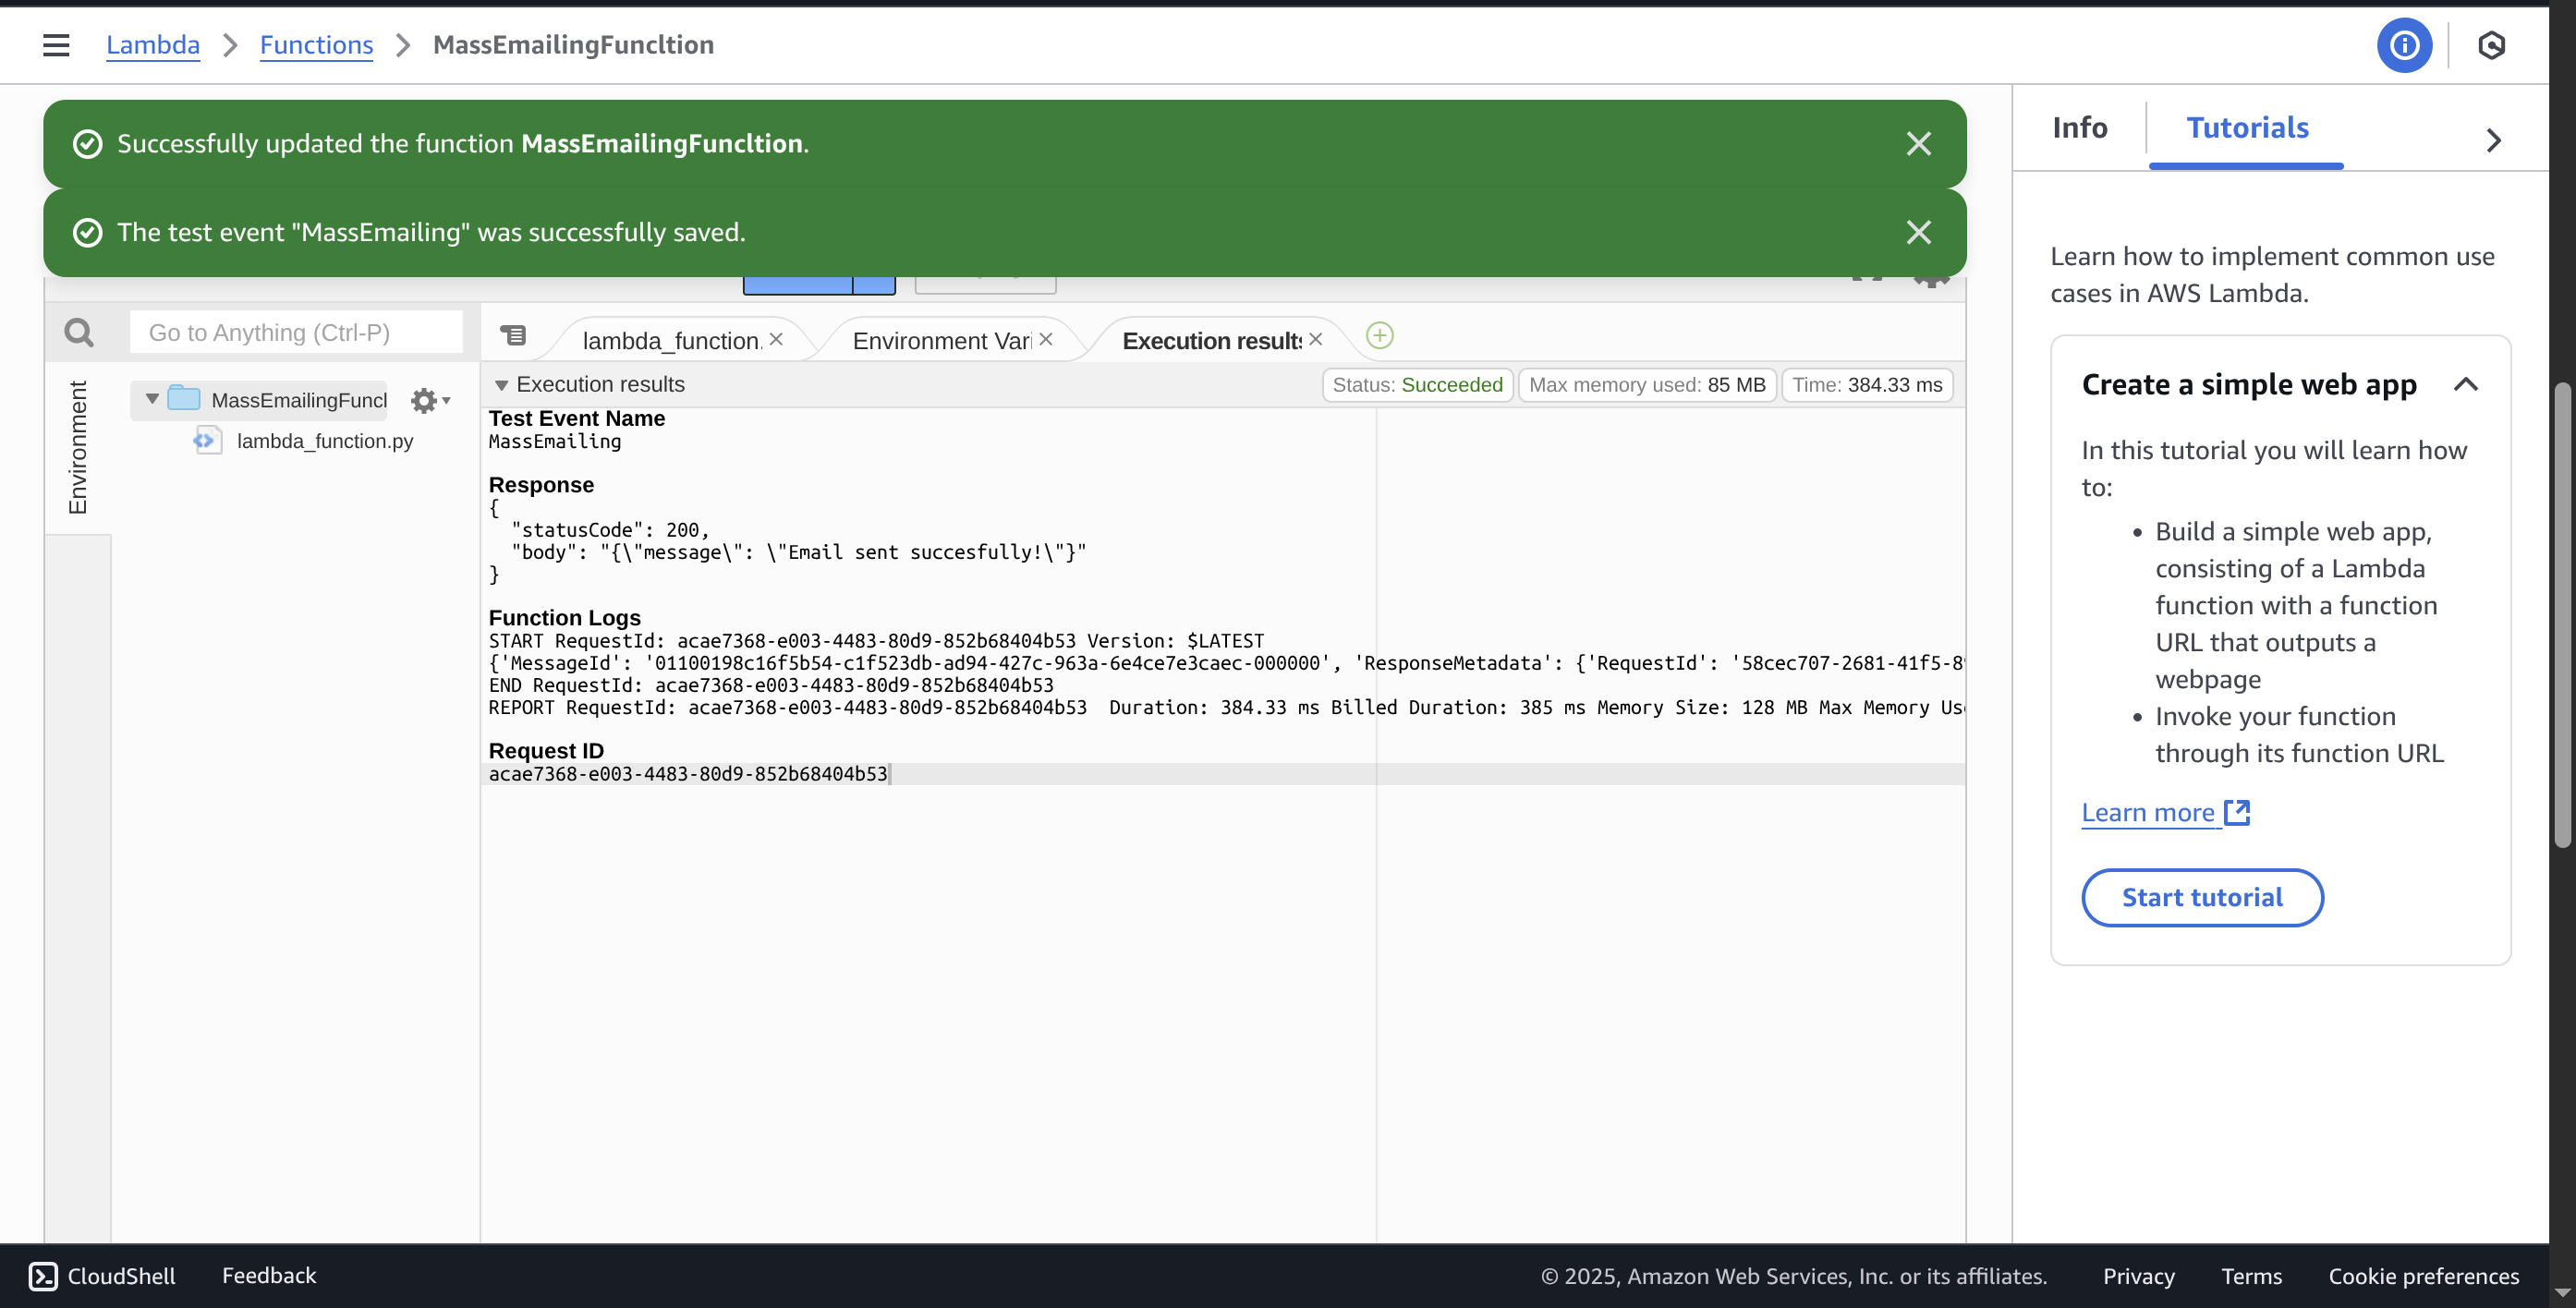 Lambda > Functions > MassEmailingFuncltion
Successfully updated the function MassEmailingFuncltion.
The test event "MassEmailing" was successfully saved.
Go to Anything (Ctrl-P)
lambda_function.
Environment Vari
Execution results
Environment
MassEmailingFuncl
lambda_function.py
Execution results
Status: Succeeded
Max memory used: 85 MB
Time: 384.33 ms
Test Event Name
MassEmailing
Response
{
"statusCode": 200,
"body": "{\"message\": \"Email sent succesfully!\"}"
}
Function Logs
START RequestId: acae7368-e003-4483-80d9-852b68404b53 Version: $LATEST
{'MessageId': '01100198c16f5b54-c1f523db-ad94-427c-963a-6e4ce7e3caec-000000', 'ResponseMetadata': {'RequestId': '58cec707-2681-41f5-8
END RequestId: acae7368-e003-4483-80d9-852b68404b53
REPORT RequestId: acae7368-e003-4483-80d9-852b68404b53 Duration: 384.33 ms Billed Duration: 385 ms Memory Size: 128 MB Max Memory Us
Request ID
acae7368-e003-4483-80d9-852b68404b53
Info
Tutorials
Learn how to implement common use
cases in AWS Lambda.
Create a simple web app
In this tutorial you will learn how
to:
• Build a simple web app,
consisting of a Lambda
function with a function
URL that outputs a
webpage
• Invoke your function
through its function URL
Learn more
Start tutorial
CloudShell
Feedback
© 2025, Amazon Web Services, Inc. or its affiliates.
Privacy
Terms
Cookie preferences